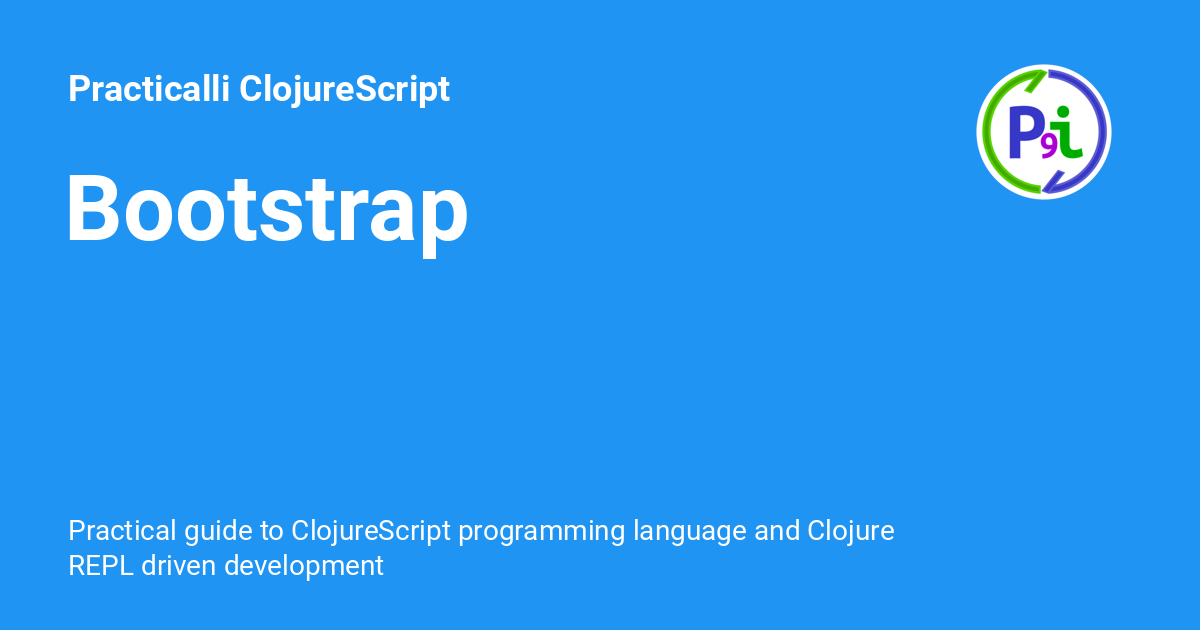 Practicalli ClojureScript
P9i
Bootstrap
Practical guide to ClojureScript programming language and Clojure
REPL driven development